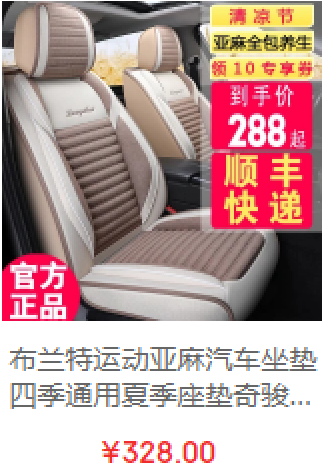 清凉节
亚麻全包养生
领10专享券
到手价
288起
顺丰
快递
官方
正品
布兰特运动亚麻汽车坐垫
四季通用夏季座垫奇骏...
¥328.00